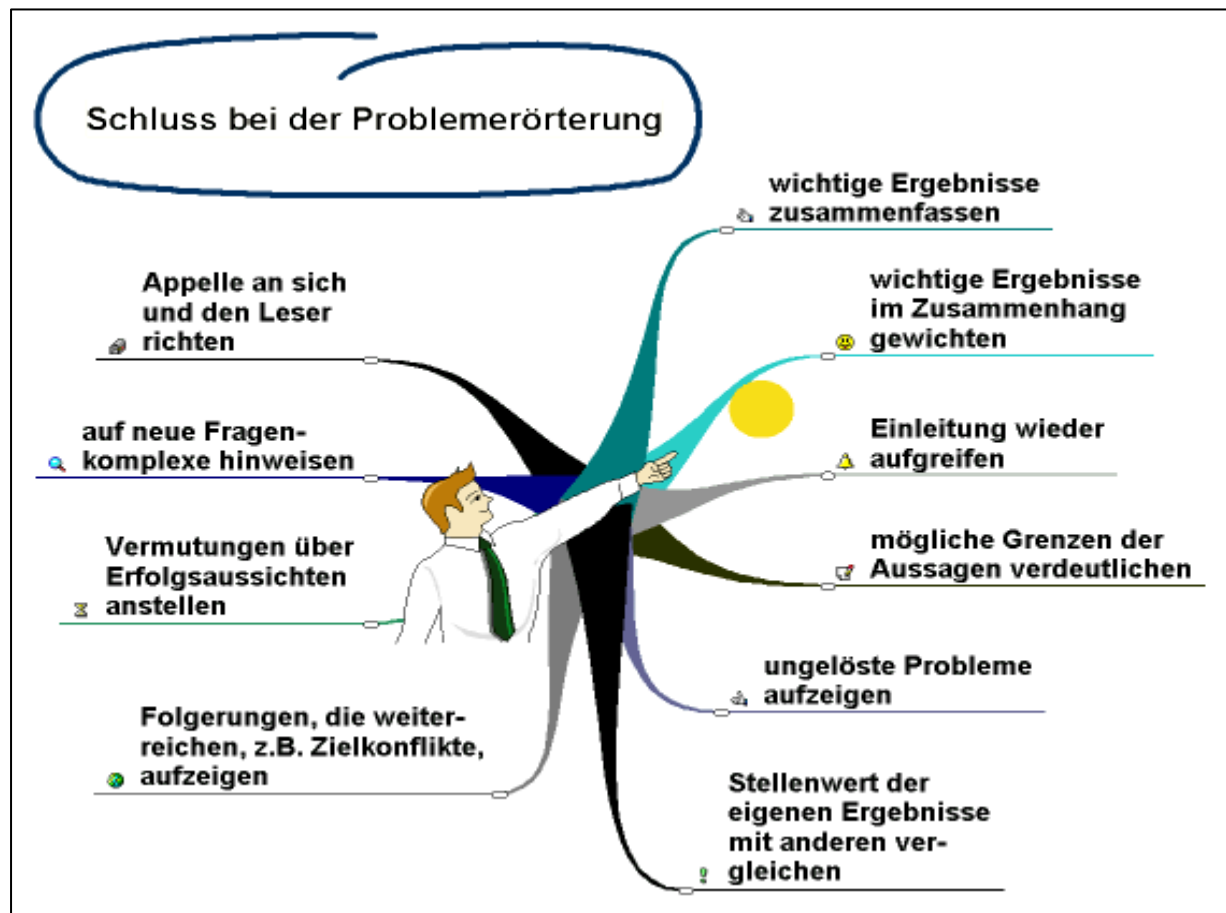 Schluss bei der Problemerörterung
wichtige Ergebnisse
zusammenfassen
wichtige Ergebnisse
im Zusammenhang
gewichten
Einleitung wieder
aufgreifen
mögliche Grenzen der
Aussagen verdeutlichen
ungelöste Probleme
aufzeigen
Stellenwert der
eigenen Ergebnisse
mit anderen ver-
gleichen
Folgerungen, die weiter-
reichen, z.B. Zielkonflikte,
aufzeigen
Vermutungen über
Erfolgsaussichten
anstellen
auf neue Fragen-
komplexe hinweisen
Appelle an sich
und den Leser
richten